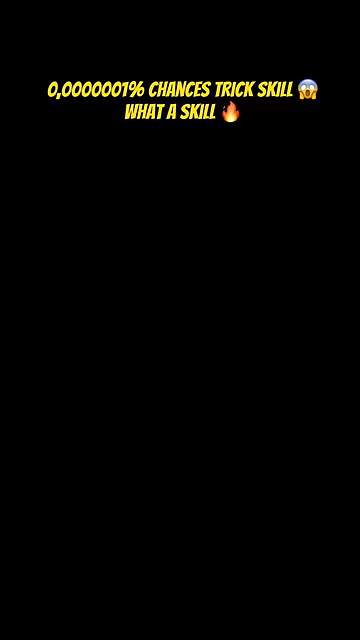 0,0000001% CHANCES TRICK SKILL 😱
WHAT A SKILL 🔥